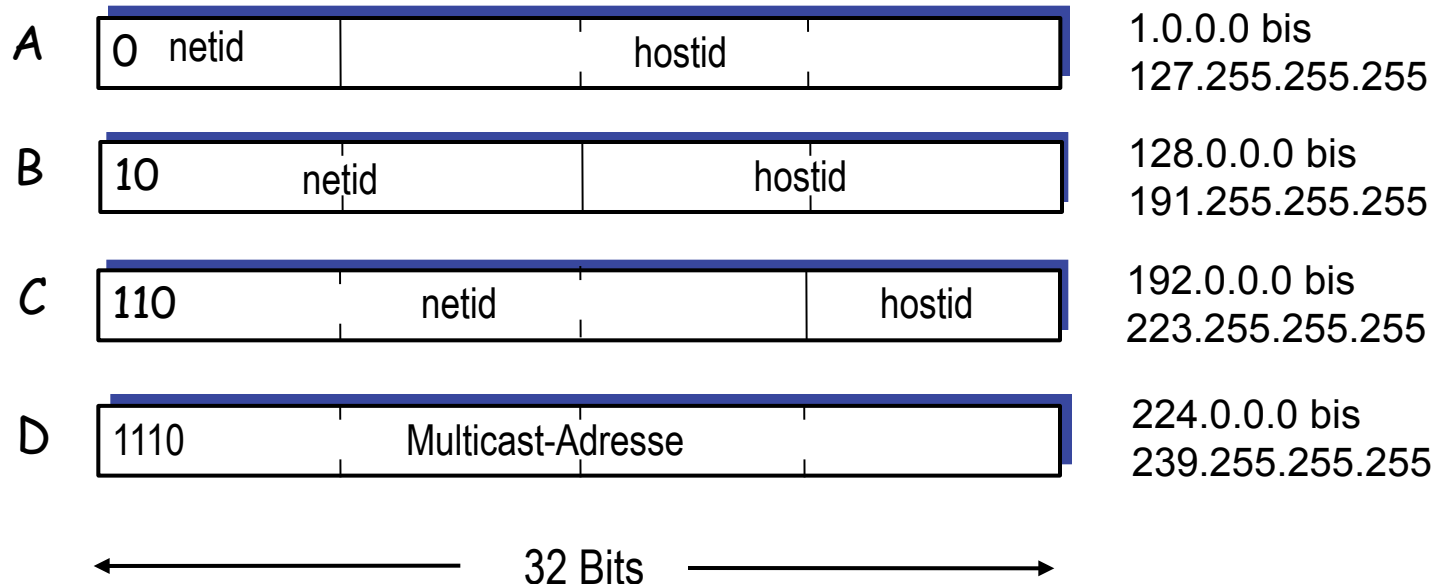 A 0 netid hostid 1.0.0.0 bis
127.255.255.255
B 10 netid hostid 128.0.0.0 bis
191.255.255.255
C 110 netid hostid 192.0.0.0 bis
223.255.255.255
D 1110 Multicast-Adresse 224.0.0.0 bis
239.255.255.255
32 Bits